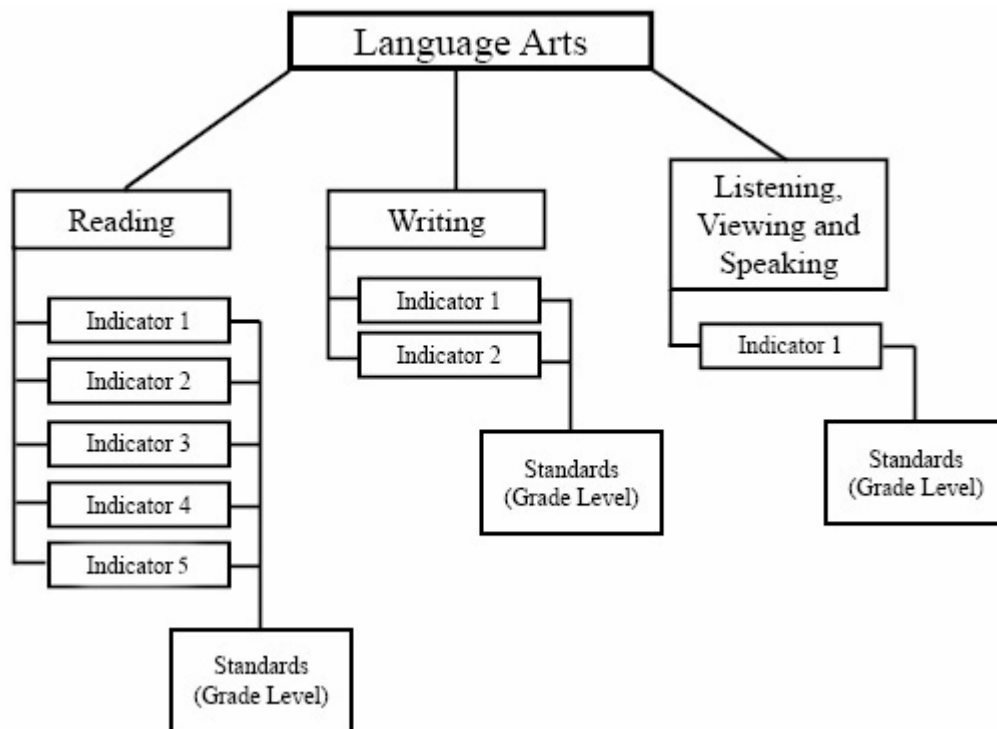 Language Arts
Reading
Indicator 1
Indicator 2
Indicator 3
Indicator 4
Indicator 5
Standards
(Grade Level)
Writing
Indicator 1
Indicator 2
Standards
(Grade Level)
Listening,
Viewing and
Speaking
Indicator 1
Standards
(Grade Level)